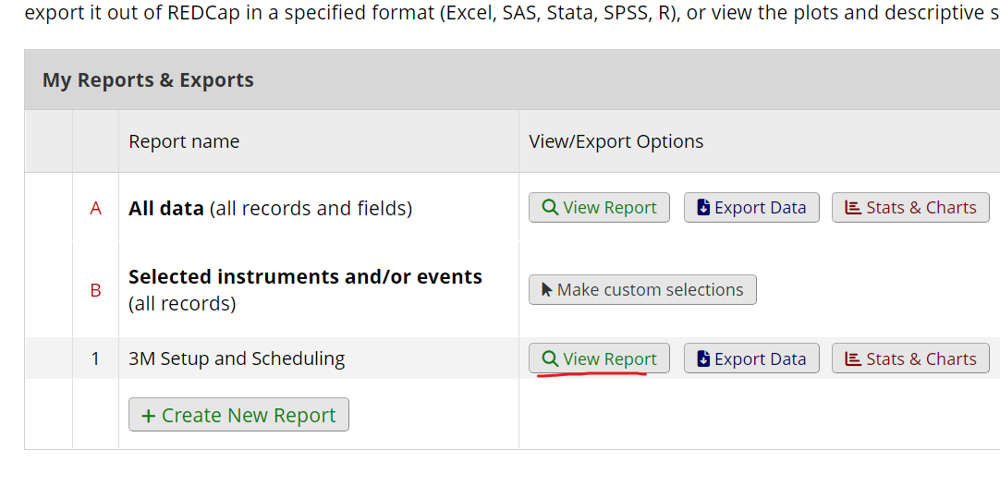 export it out of REDCap in a specified format (Excel, SAS, Stata, SPSS, R), or view the plots and descriptive s
My Reports & Exports
Report name View/Export Options
A All data (all records and fields) View Report Export Data Stats & Charts
B Selected instruments and/or events
(all records) Make custom selections
1 3M Setup and Scheduling View Report Export Data Stats & Charts
+ Create New Report